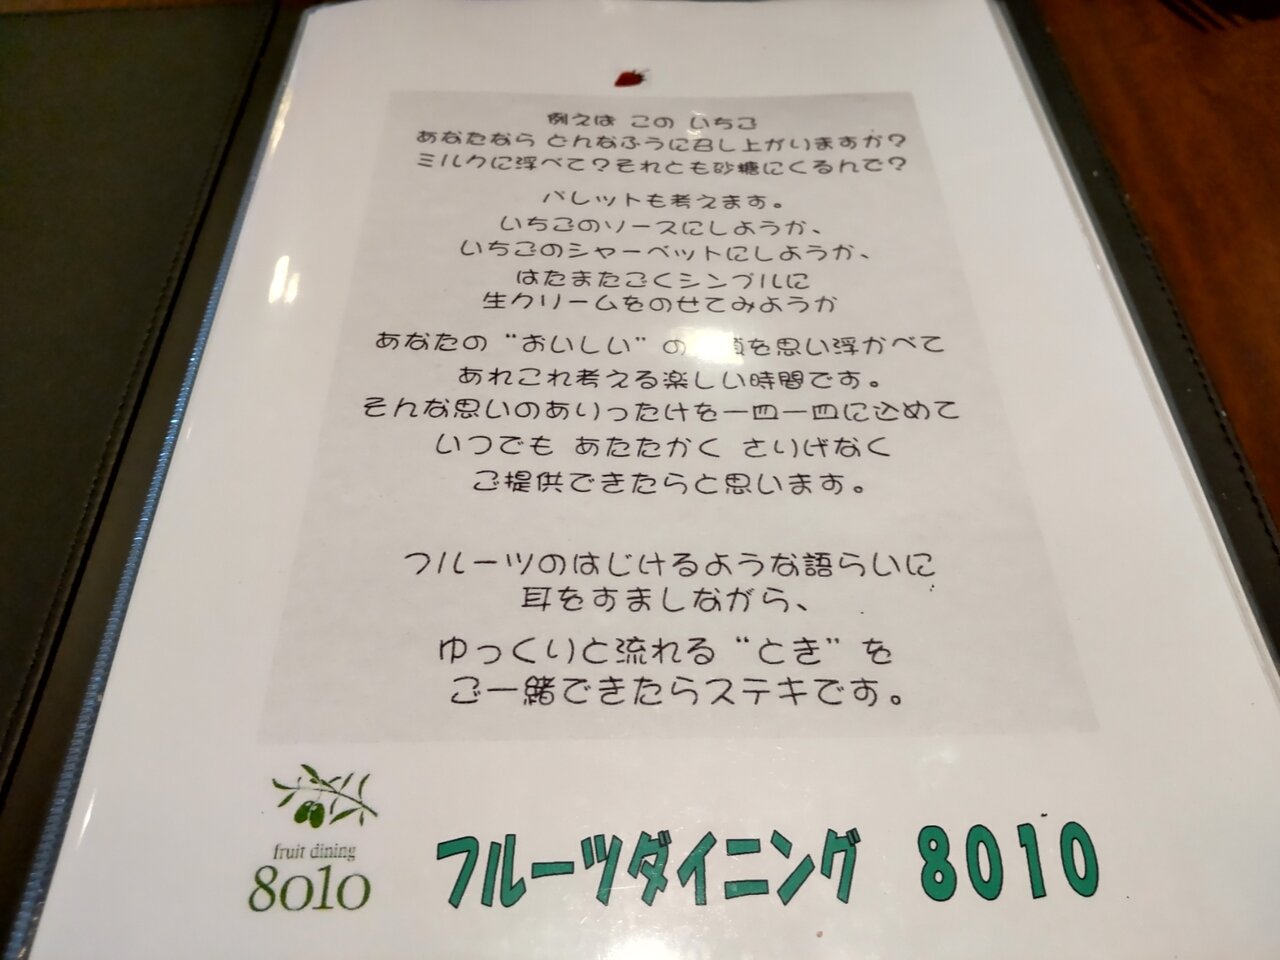 例えば この いちご
あなたなら どんなふうに召し上がりますか?
ミルクに浮べて?それとも砂糖にくるんで?
パレットも考えます。
いちごのソースにしようか、
いちごのシャーベットにしようか、
はたまたごくシンプルに
生クリームをのせてみようか
あなたの “おいしい” の を思い浮かべて
あれこれ考える楽しい時間です。
そんな思いのありったけを一皿一皿に込めて
いつでも あたたかく さりげなく
ご提供できたらと思います。
フルーツのはじけるような語らいに
耳をすましながら、
ゆっくりと流れる “とき” を
ご一緒できたらステキです。
fruit dining
8010
フルーツダイニング 8010